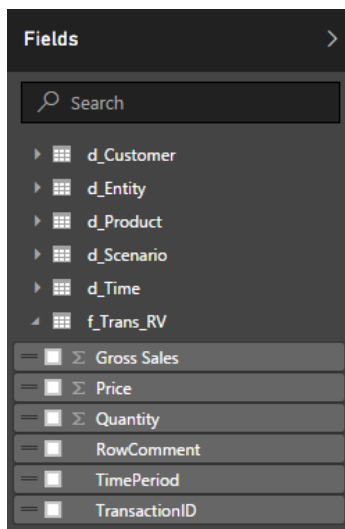 Fields
Search
d_Customer
d_Entity
d_Product
d_Scenario
d_Time
f_Trans_RV
Σ Gross Sales
Σ Price
Σ Quantity
RowComment
TimePeriod
TransactionID